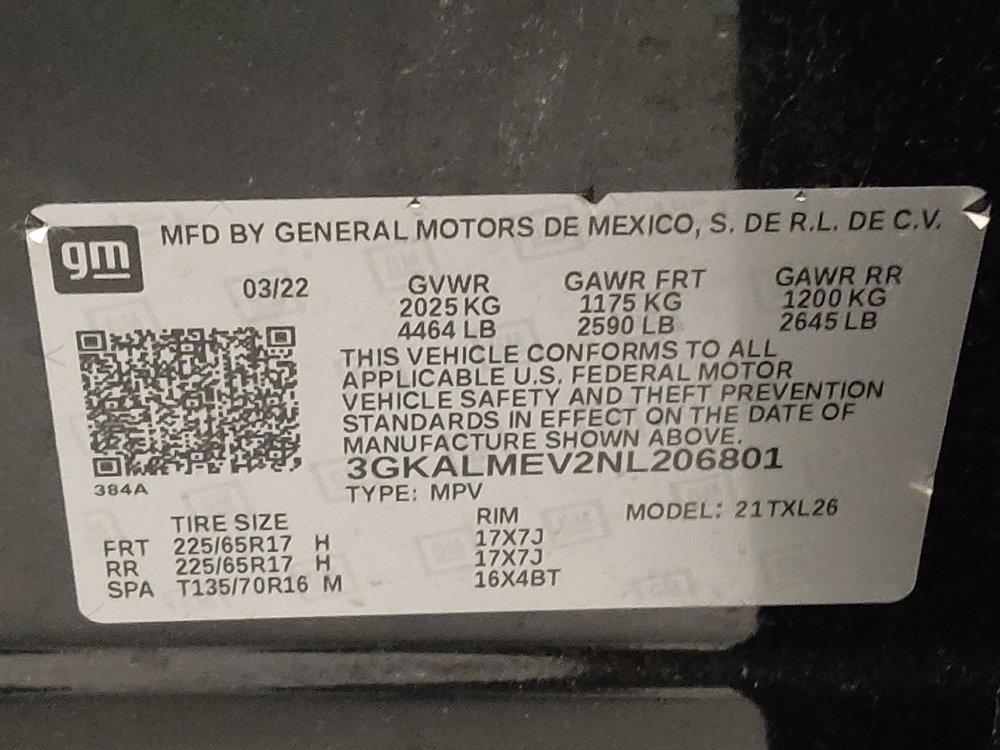 gm
MFD BY GENERAL MOTORS DE MEXICO, S. DE R.L. DE C.V.
03/22 GVWR GAWR FRT GAWR RR
2025 KG 1175 KG 1200 KG
4464 LB 2590 LB 2645 LB
THIS VEHICLE CONFORMS TO ALL
APPLICABLE U.S. FEDERAL MOTOR
VEHICLE SAFETY AND THEFT PREVENTION
STANDARDS IN EFFECT ON THE DATE OF
MANUFACTURE SHOWN ABOVE.
3GKALMEV2NL206801
384A
TYPE: MPV
MODEL: 21TXL26
TIRE SIZE RIM
FRT 225/65R17 H 17X7J
RR 225/65R17 H 17X7J
SPA T135/70R16 M 16X4BT